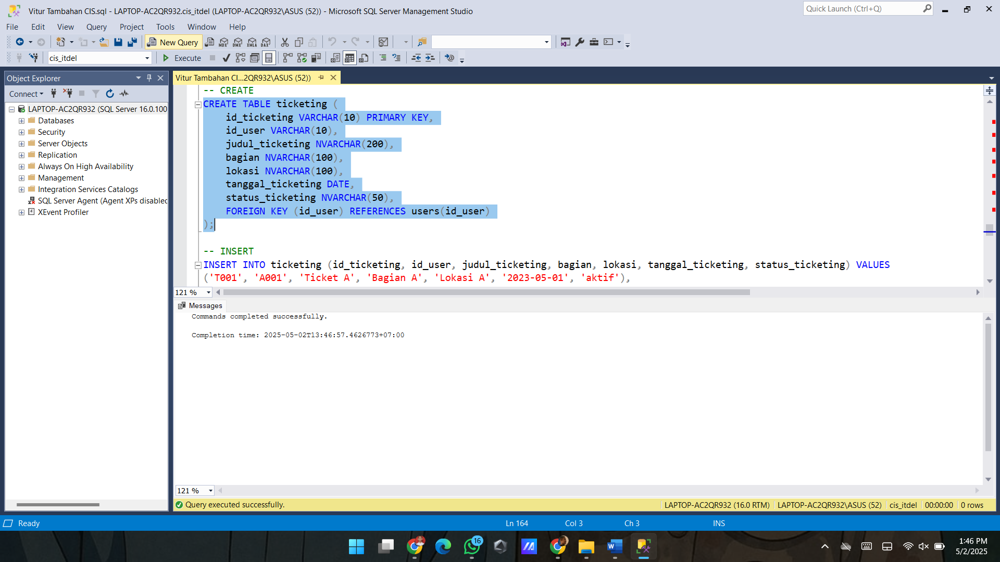 Vitur Tambahan CIS.sql - LAPTOP-AC2QR932.cis_itdel (LAPTOP-AC2QR932\ASUS (52)) - Microsoft SQL Server Management Studio
Quick Launch (Ctrl+Q)
File Edit View Query Project Tools Window Help
New Query
MDX DMX XMLA DAX
cis_itdel
Execute
Object Explorer
Vitur Tambahan CI...2QR932\ASUS (52))
Connect
LAPTOP-AC2QR932 (SQL Server 16.0.100
Databases
Security
Server Objects
Replication
Always On High Availability
Management
Integration Services Catalogs
SQL Server Agent (Agent XPs disabled
XEvent Profiler
-- CREATE
CREATE TABLE ticketing (
id_ticketing VARCHAR(10) PRIMARY KEY,
id_user VARCHAR(10),
judul_ticketing NVARCHAR(200),
bagian NVARCHAR(100),
lokasi NVARCHAR(100),
tanggal_ticketing DATE,
status_ticketing NVARCHAR(50),
FOREIGN KEY (id_user) REFERENCES users(id_user)
);
-- INSERT
INSERT INTO ticketing (id_ticketing, id_user, judul_ticketing, bagian, lokasi, tanggal_ticketing, status_ticketing) VALUES
('T001', 'A001', 'Ticket A', 'Bagian A', 'Lokasi A', '2023-05-01', 'aktif'),
121 %
Messages
Commands completed successfully.
Completion time: 2025-05-02T13:46:57.4626773+07:00
121 %
Query executed successfully.
LAPTOP-AC2QR932 (16.0 RTM) LAPTOP-AC2QR932\ASUS (52) cis_itdel 00:00:00 0 rows
Ready Ln 164 Col 3 Ch 3 INS
16
W
1:46 PM
5/2/2025